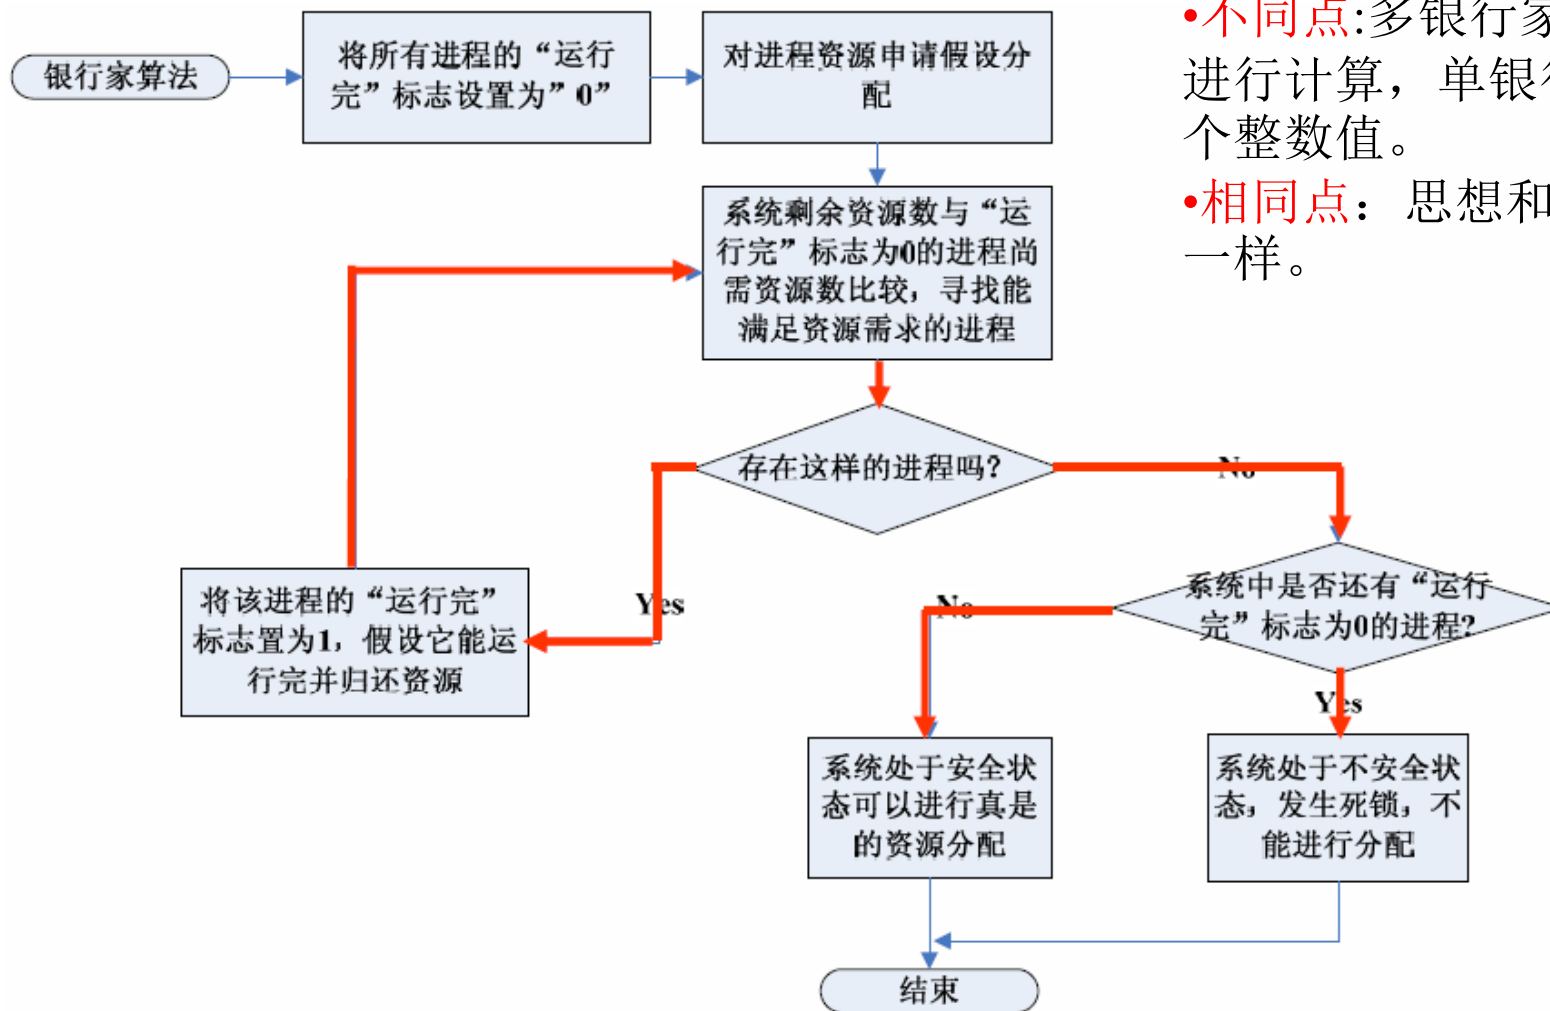 银行家算法
将所有进程的“运行
完”标志设置为”0”
对进程资源申请假设分
配
系统剩余资源数与“运
行完”标志为0的进程尚
需资源数比较，寻找能
满足资源需求的进程
存在这样的进程吗?
No
Yes
将该进程的“运行完”
标志置为1，假设它能运
行完并归还资源
系统中是否还有“运行
完”标志为0的进程?
No
Yes
系统处于安全状
态可以进行真是
的资源分配
系统处于不安全状
态，发生死锁，不
能进行分配
结束
•不同点:多银行家
进行计算，单银行
个整数值。
•相同点：思想和
一样。